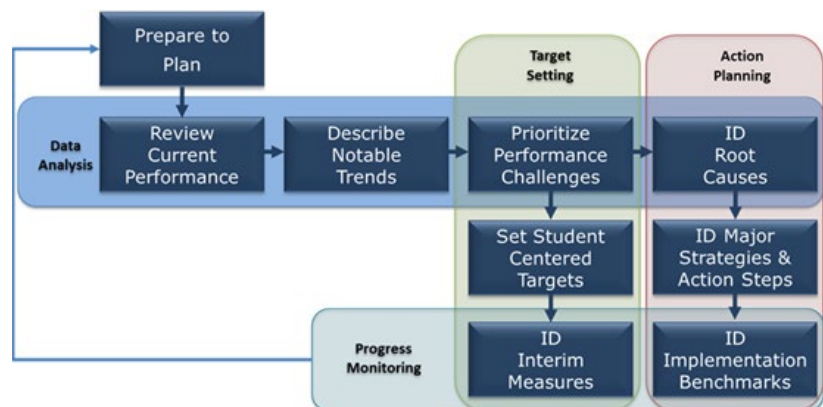 Prepare to
Plan
Target
Setting
Action
Planning
Data
Analysis
Review
Current
Performance
Describe
Notable
Trends
Prioritize
Performance
Challenges
ID
Root
Causes
Set Student
Centered
Targets
ID Major
Strategies &
Action Steps
Progress
Monitoring
ID
Interim
Measures
ID
Implementation
Benchmarks